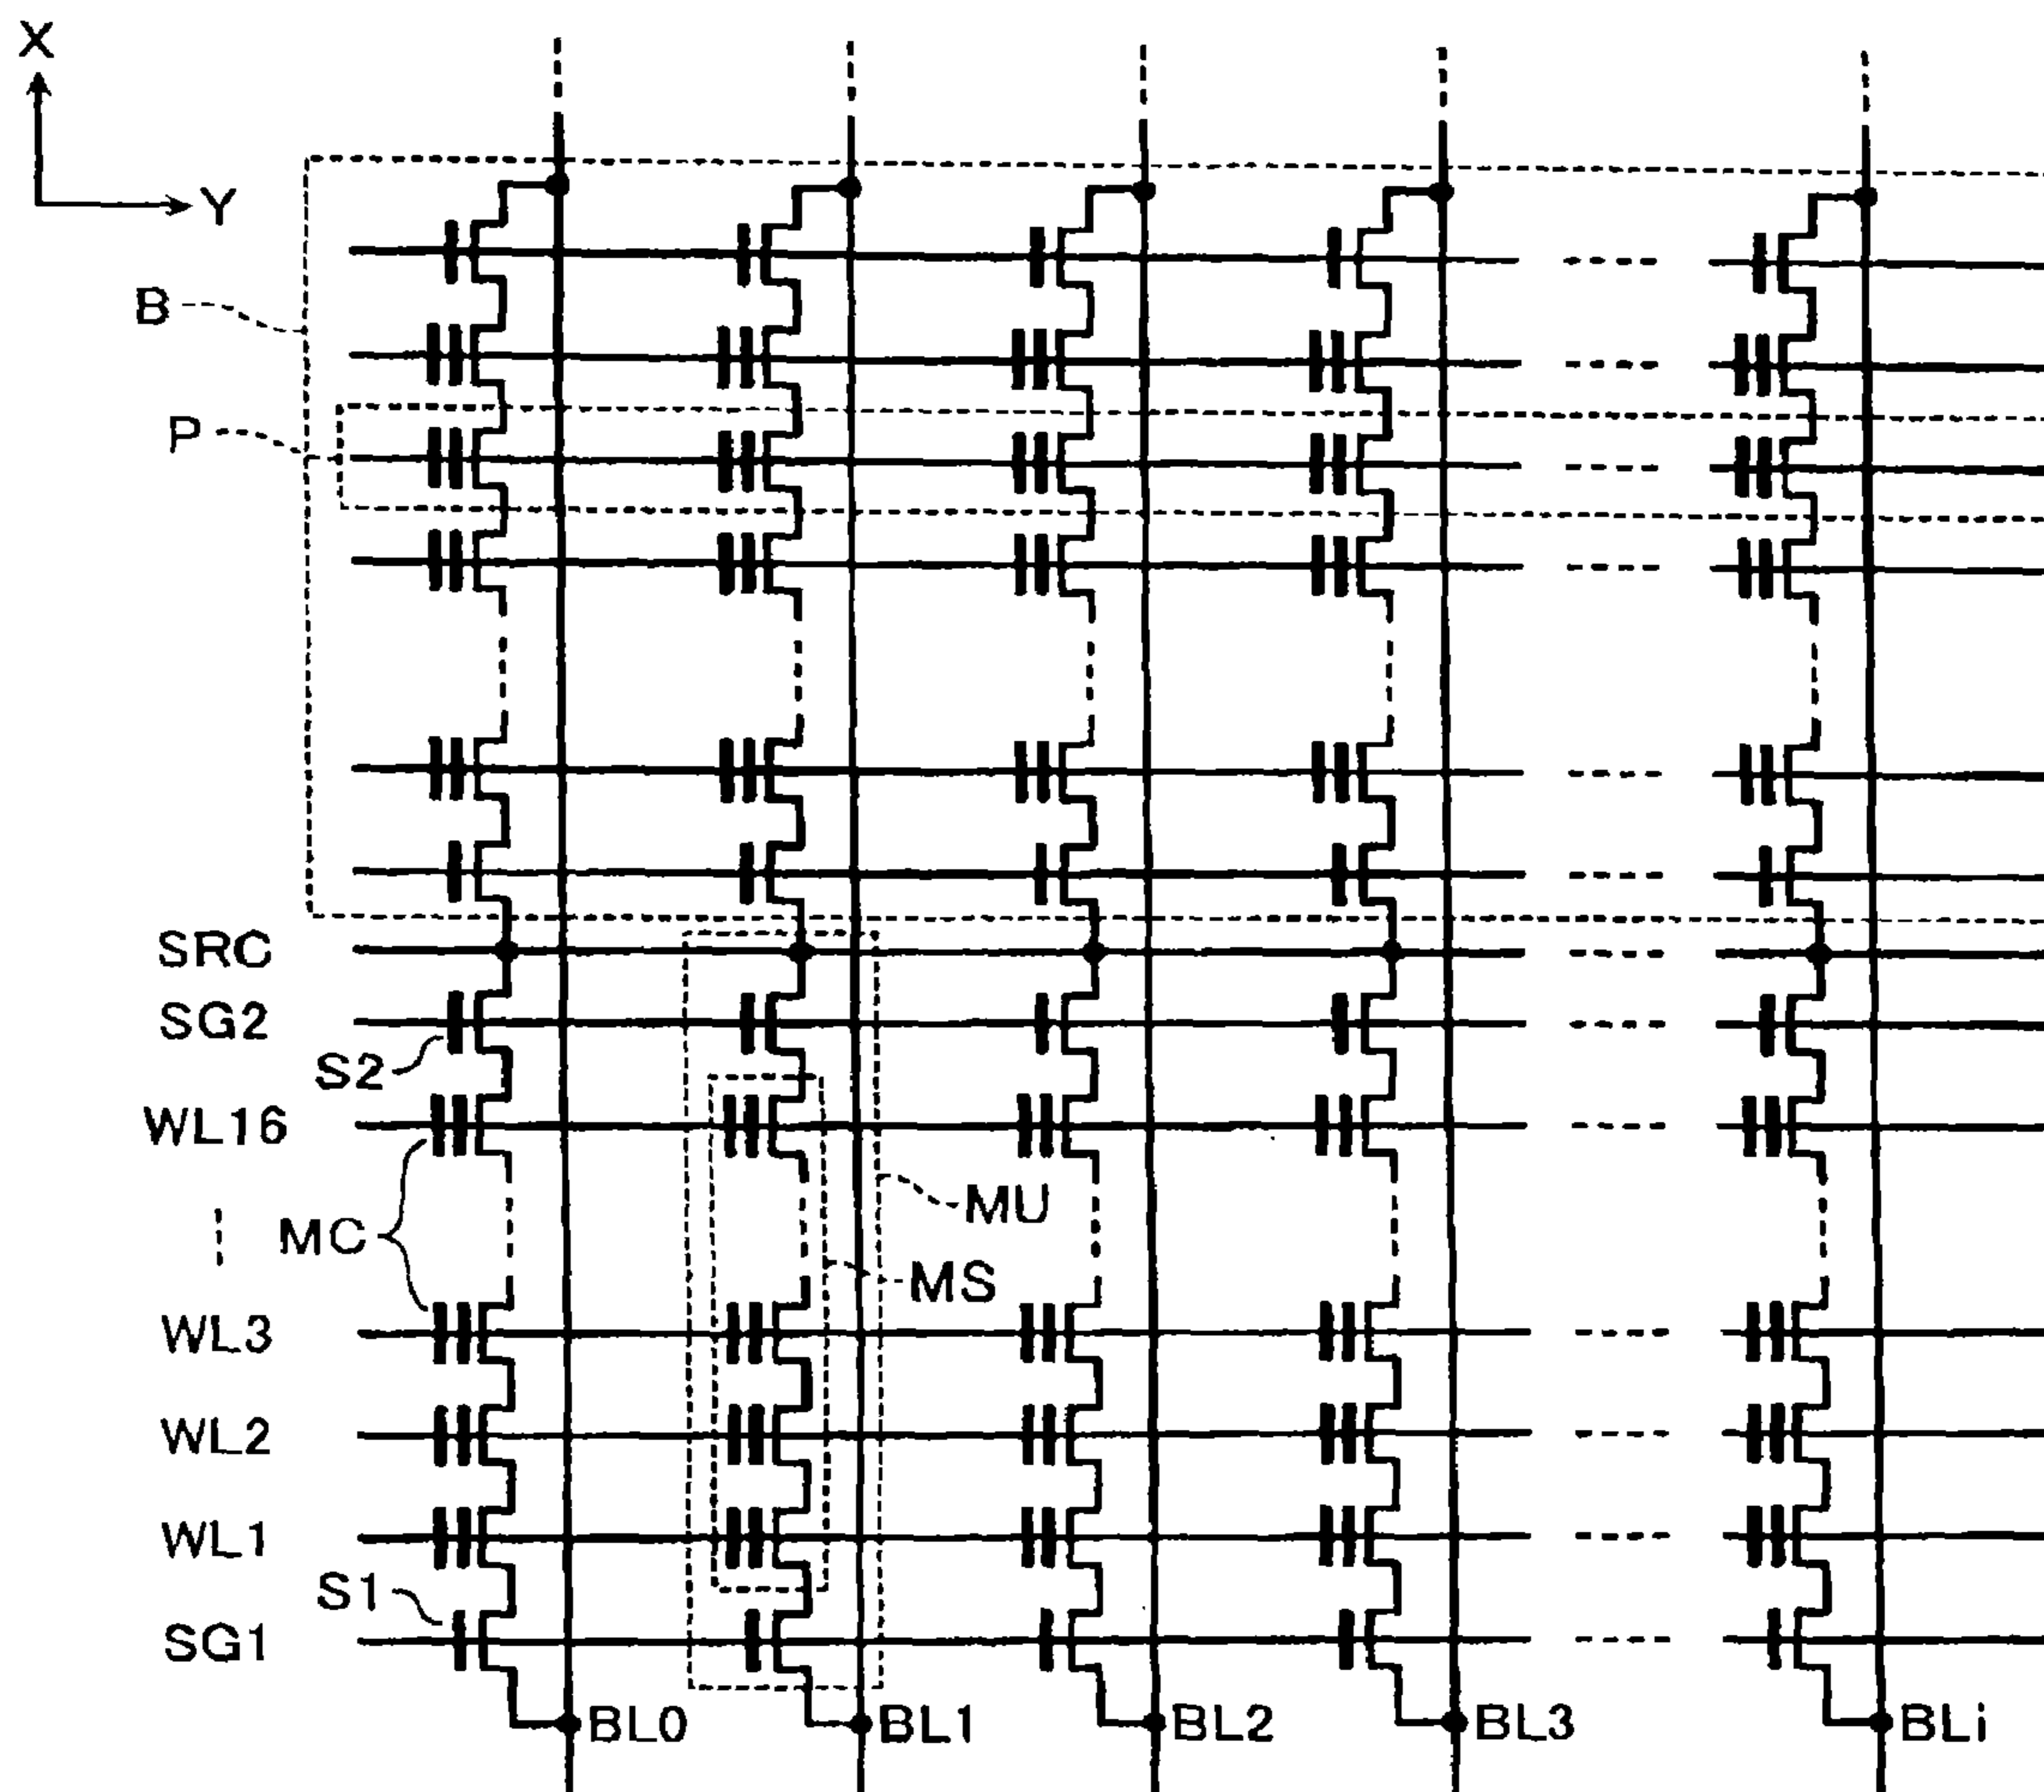 X
Y
B
P
SRC
SG2
S2
WL16
MU
MC
MS
WL3
WL2
WL1
S1
SG1
BL0 BL1 BL2 BL3 BLi